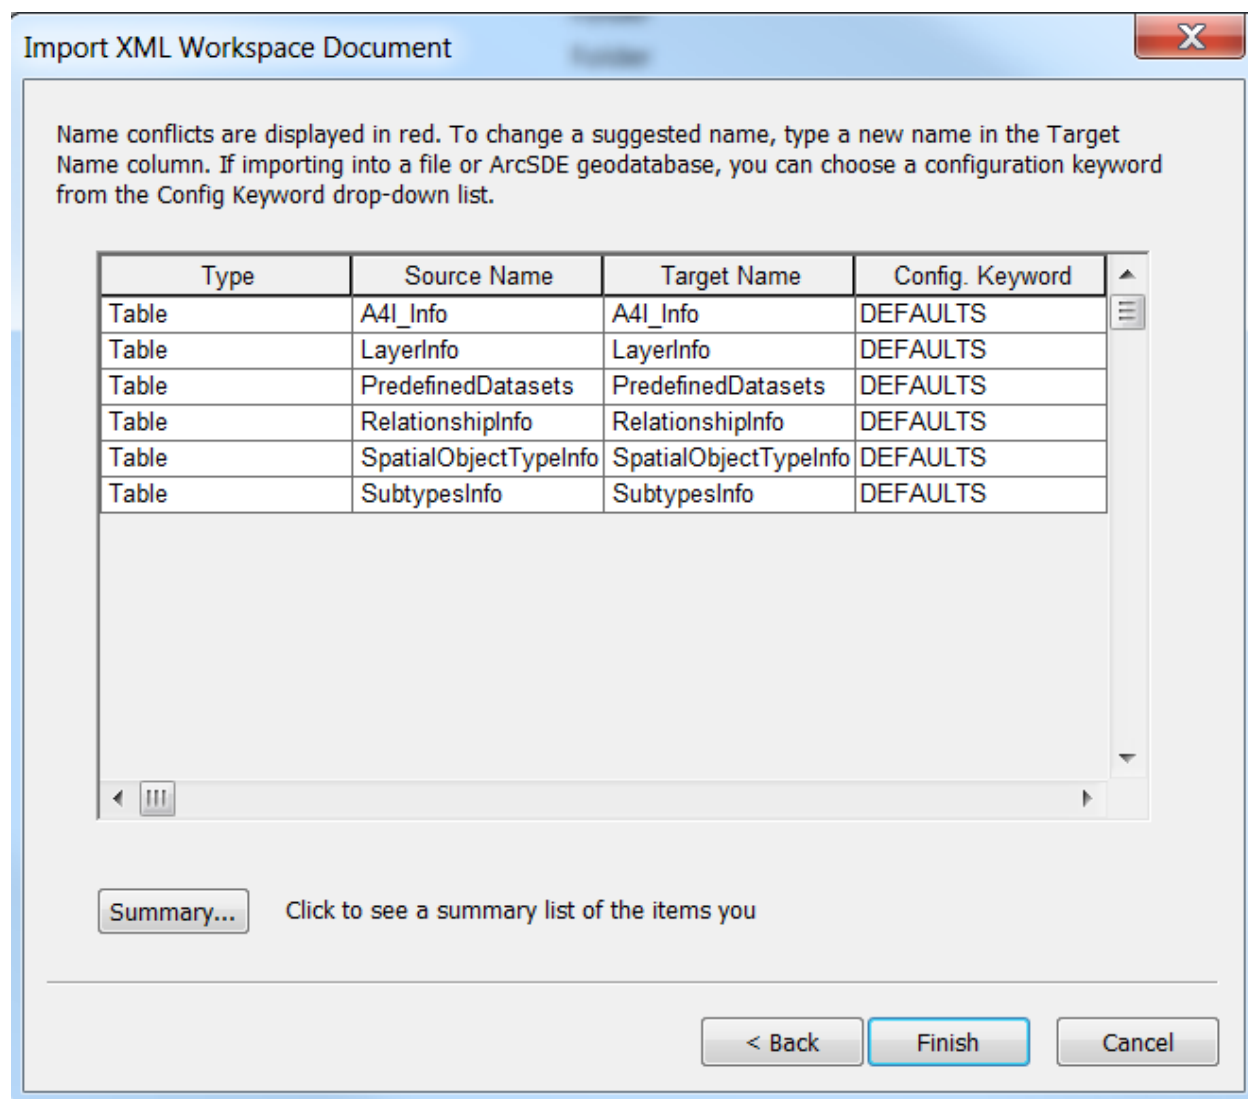 Folder
Import XML Workspace Document
X
Name conflicts are displayed in red. To change a suggested name, type a new name in the Target
Name column. If importing into a file or ArcSDE geodatabase, you can choose a configuration keyword
from the Config Keyword drop-down list.
Type Source Name Target Name Config. Keyword
Table A4I_Info A4I_Info DEFAULTS
Table LayerInfo LayerInfo DEFAULTS
Table PredefinedDatasets PredefinedDatasets DEFAULTS
Table RelationshipInfo RelationshipInfo DEFAULTS
Table SpatialObjectTypeInfo SpatialObjectTypeInfo DEFAULTS
Table SubtypesInfo SubtypesInfo DEFAULTS
Summary... Click to see a summary list of the items you
< Back Finish Cancel